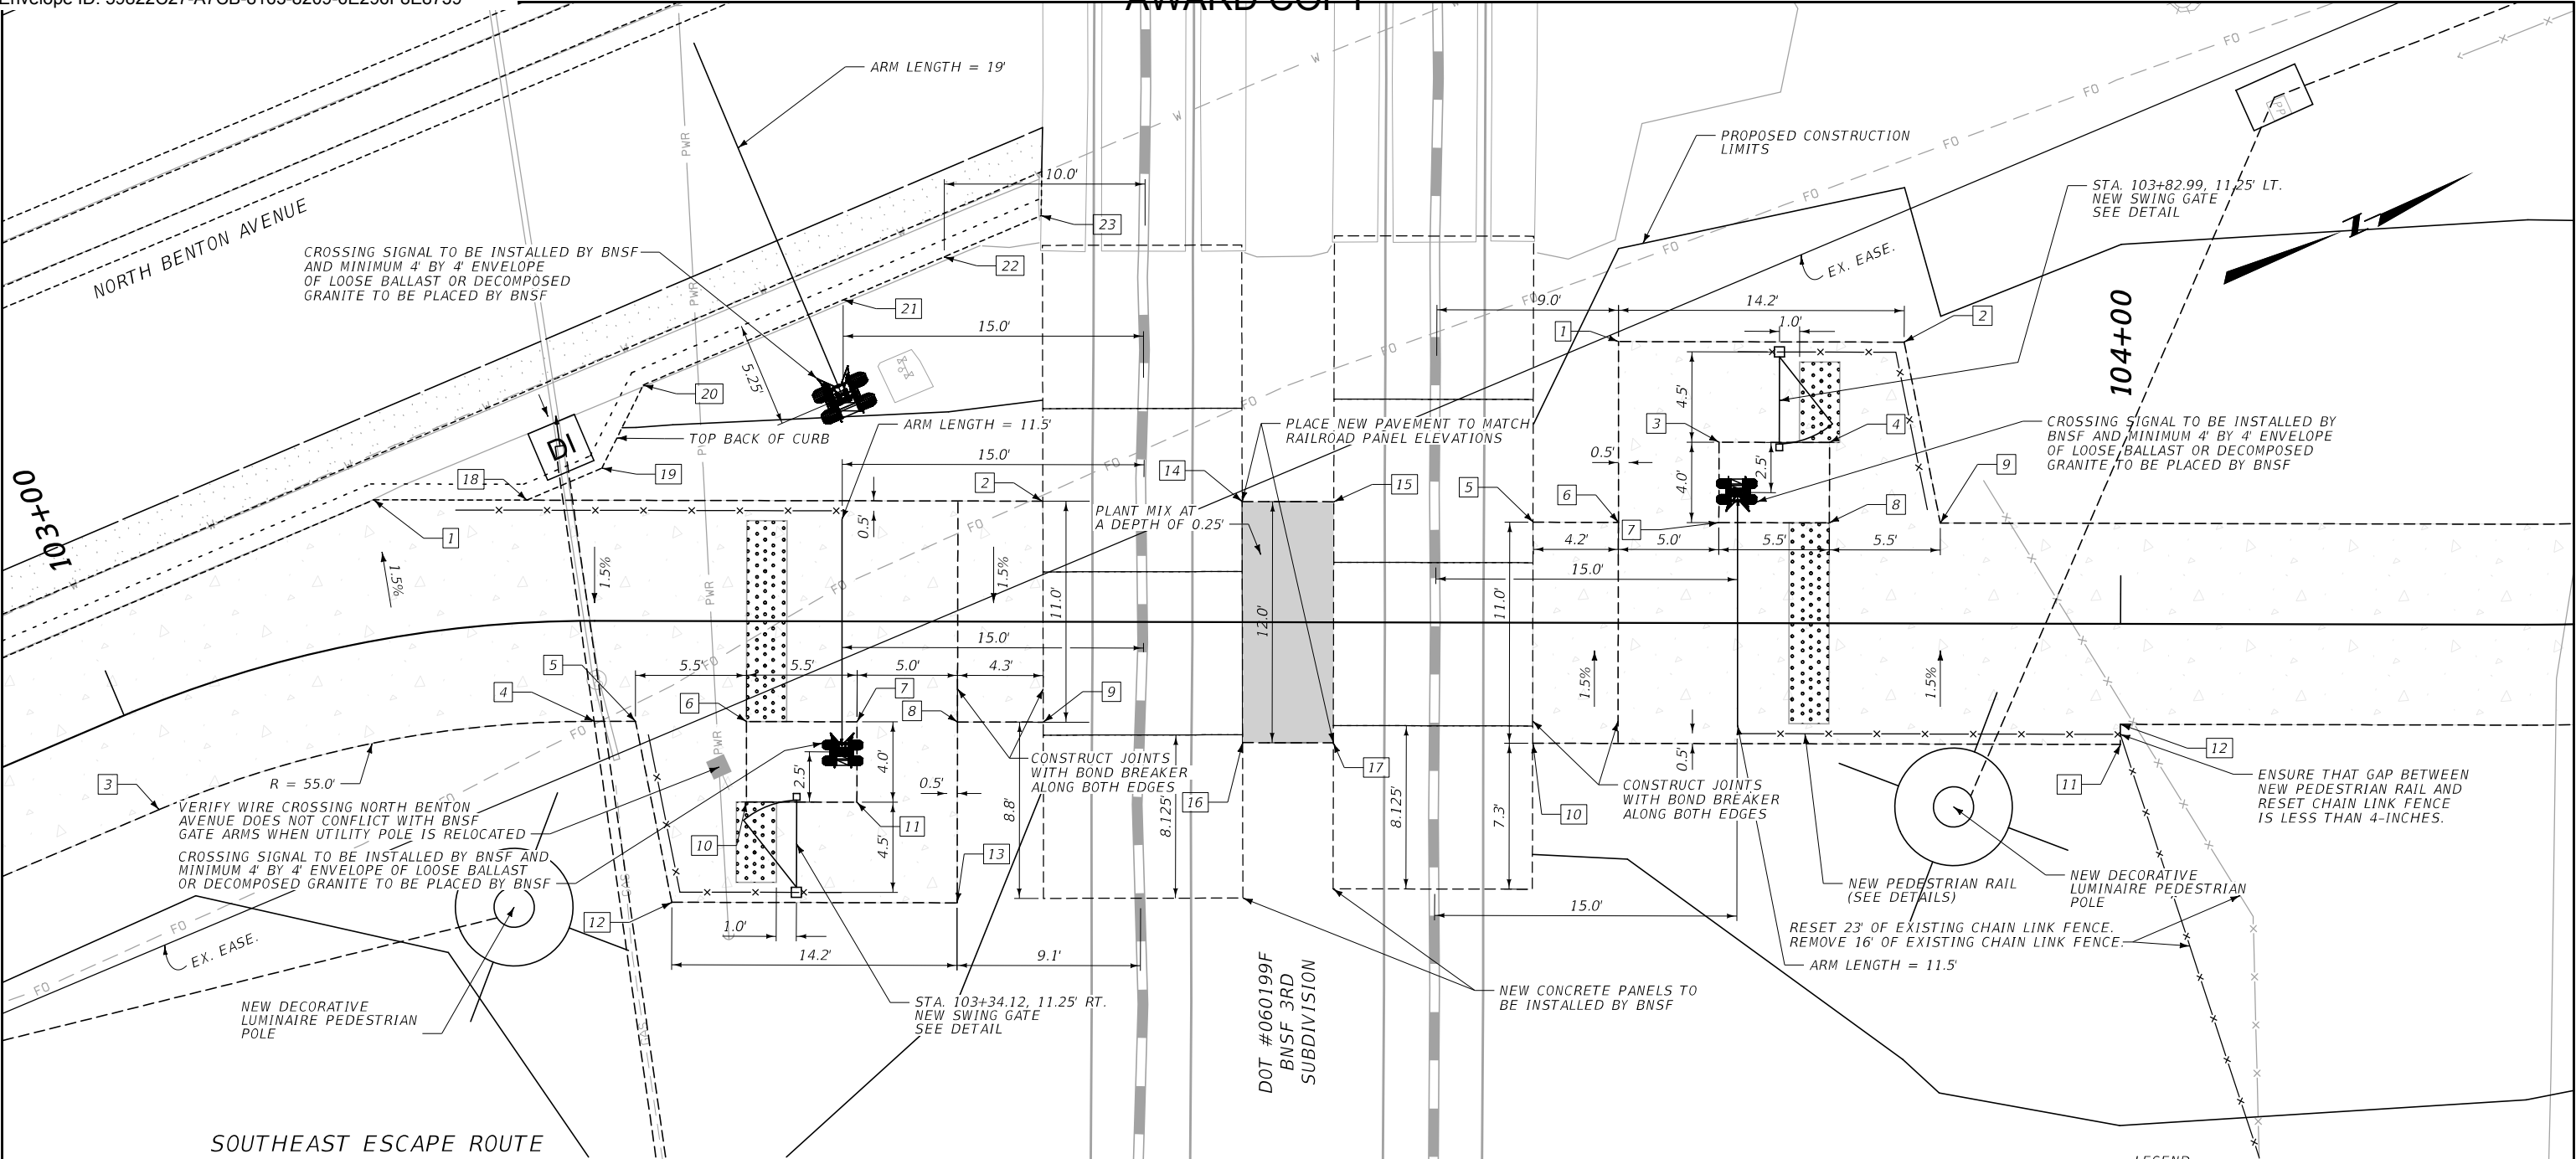 AWARD COPY
ARM LENGTH = 19'
PROPOSED CONSTRUCTION
LIMITS
10.0'
STA. 103+82.99, 11.25' LT.
NEW SWING GATE
SEE DETAIL
NORTH BENTON AVENUE
CROSSING SIGNAL TO BE INSTALLED BY BNSF
AND MINIMUM 4' BY 4' ENVELOPE
OF LOOSE BALLAST OR DECOMPOSED
GRANITE TO BE PLACED BY BNSF
23
22
21
EX. EASE.
9.0'
14.2'
1.0'
1
2
15.0'
5.25'
104+00
20
TOP BACK OF CURB
ARM LENGTH = 11.5'
PLACE NEW PAVEMENT TO MATCH
RAILROAD PANEL ELEVATIONS
4.5'
3
4
CROSSING SIGNAL TO BE INSTALLED BY
BNSF AND MINIMUM 4' BY 4' ENVELOPE
OF LOOSE BALLAST OR DECOMPOSED
GRANITE TO BE PLACED BY BNSF
DI
15.0'
0.5'
2.5'
4.0'
103+00
18
19
2
14
15
5
6
7
8
9
PLANT MIX AT
A DEPTH OF 0.25'
0.5'
1
4.2'
5.0'
5.5'
5.5'
1.5%
1.5%
1.5%
11.0'
12.0'
11.0'
15.0'
15.0'
5.5'
5.5'
5.0'
4.3'
1.5%
1.5%
5
4
6
7
8
9
3
R = 55.0'
2.5'
4.0'
0.5'
CONSTRUCT JOINTS
WITH BOND BREAKER
ALONG BOTH EDGES
16
17
0.5'
12
11
ENSURE THAT GAP BETWEEN
NEW PEDESTRIAN RAIL AND
RESET CHAIN LINK FENCE
IS LESS THAN 4-INCHES.
VERIFY WIRE CROSSING NORTH BENTON
AVENUE DOES NOT CONFLICT WITH BNSF
GATE ARMS WHEN UTILITY POLE IS RELOCATED
CONSTRUCT JOINTS
WITH BOND BREAKER
ALONG BOTH EDGES
10
10
11
4.5'
8.8'
8.125'
8.125'
7.3'
CROSSING SIGNAL TO BE INSTALLED BY BNSF AND
MINIMUM 4' BY 4' ENVELOPE OF LOOSE BALLAST
OR DECOMPOSED GRANITE TO BE PLACED BY BNSF
13
12
NEW PEDESTRIAN RAIL
(SEE DETAILS)
NEW DECORATIVE
LUMINAIRE PEDESTRIAN
POLE
1.0'
15.0'
RESET 23' OF EXISTING CHAIN LINK FENCE.
REMOVE 16' OF EXISTING CHAIN LINK FENCE.
EX. EASE.
14.2'
9.1'
ARM LENGTH = 11.5'
NEW DECORATIVE
LUMINAIRE PEDESTRIAN
POLE
STA. 103+34.12, 11.25' RT.
NEW SWING GATE
SEE DETAIL
DOT #060199F
BNSF 3RD
SUBDIVISION
NEW CONCRETE PANELS TO
BE INSTALLED BY BNSF
SOUTHEAST ESCAPE ROUTE
LEGEND